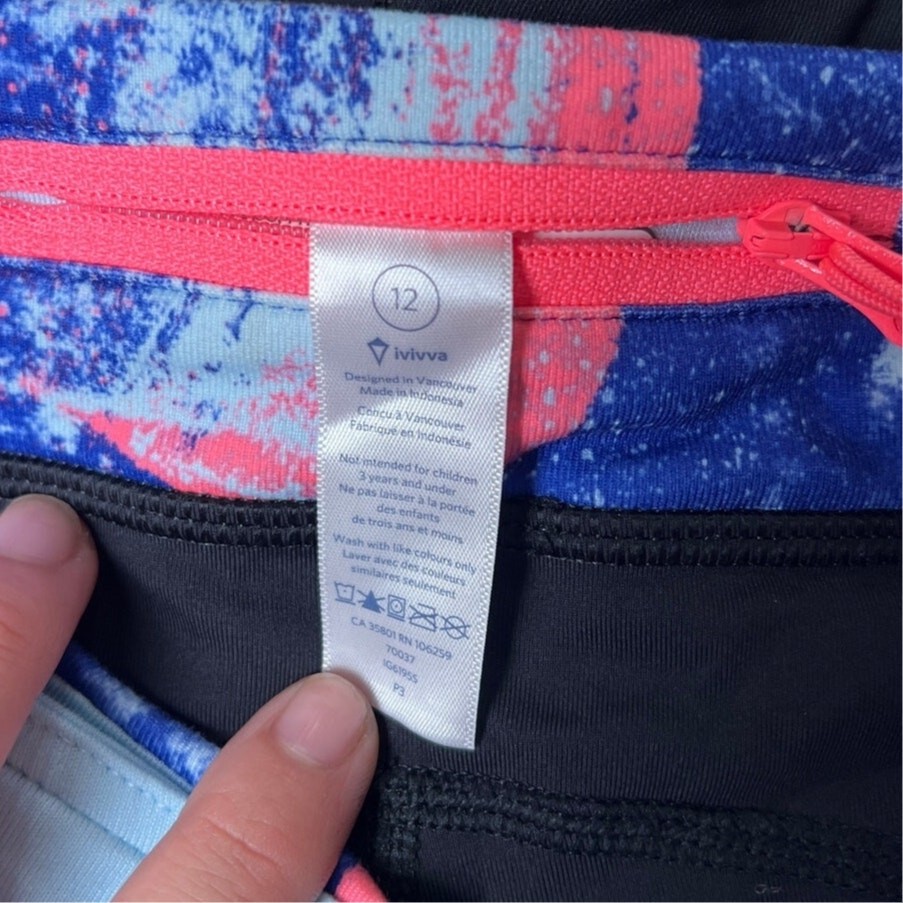 12
ivivva
Designed in Vancouver
Made in Indonesia
Conçu à Vancouver
Fabriqué en Indonésie
Not intended for children
3 years and under
Ne pas laisser à la portée
des enfants
de trois ans et moins
Wash with like colours only
Laver avec des couleurs
similaires seulement
CA 35801 RN 106259
70037
IG61955
P3